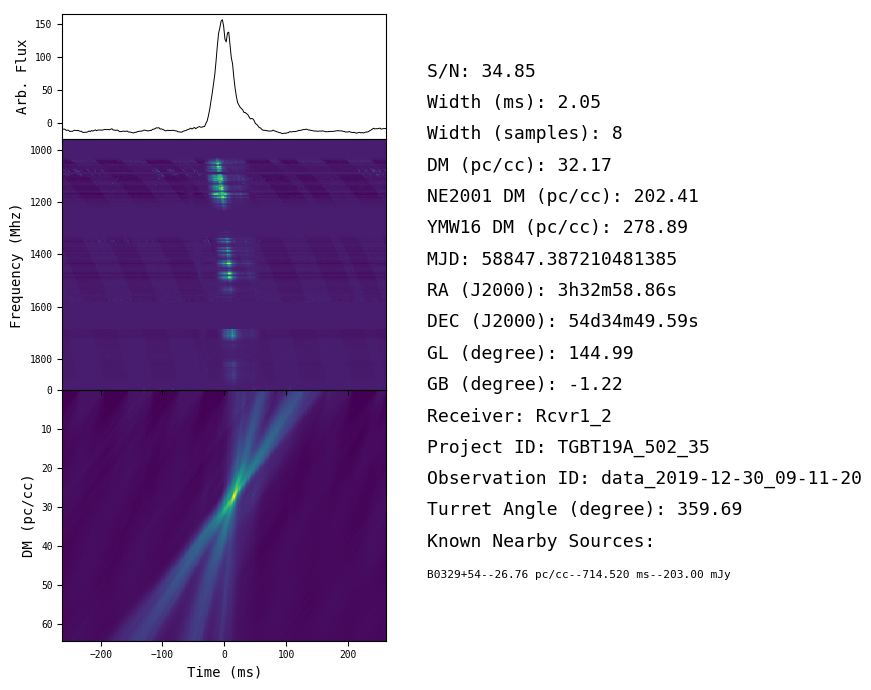 150
100
50
0
Arb. Flux
1000
1200
1400
1600
1800
Frequency (Mhz)
0
10
20
30
40
50
60
DM (pc/cc)
−200
−100
0
100
200
Time (ms)
S/N: 34.85
Width (ms): 2.05
Width (samples): 8
DM (pc/cc): 32.17
NE2001 DM (pc/cc): 202.41
YMW16 DM (pc/cc): 278.89
MJD: 58847.387210481385
RA (J2000): 3h32m58.86s
DEC (J2000): 54d34m49.59s
GL (degree): 144.99
GB (degree): -1.22
Receiver: Rcvr1_2
Project ID: TGBT19A_502_35
Observation ID: data_2019-12-30_09-11-20
Turret Angle (degree): 359.69
Known Nearby Sources:
B0329+54--26.76 pc/cc--714.520 ms--203.00 mJy